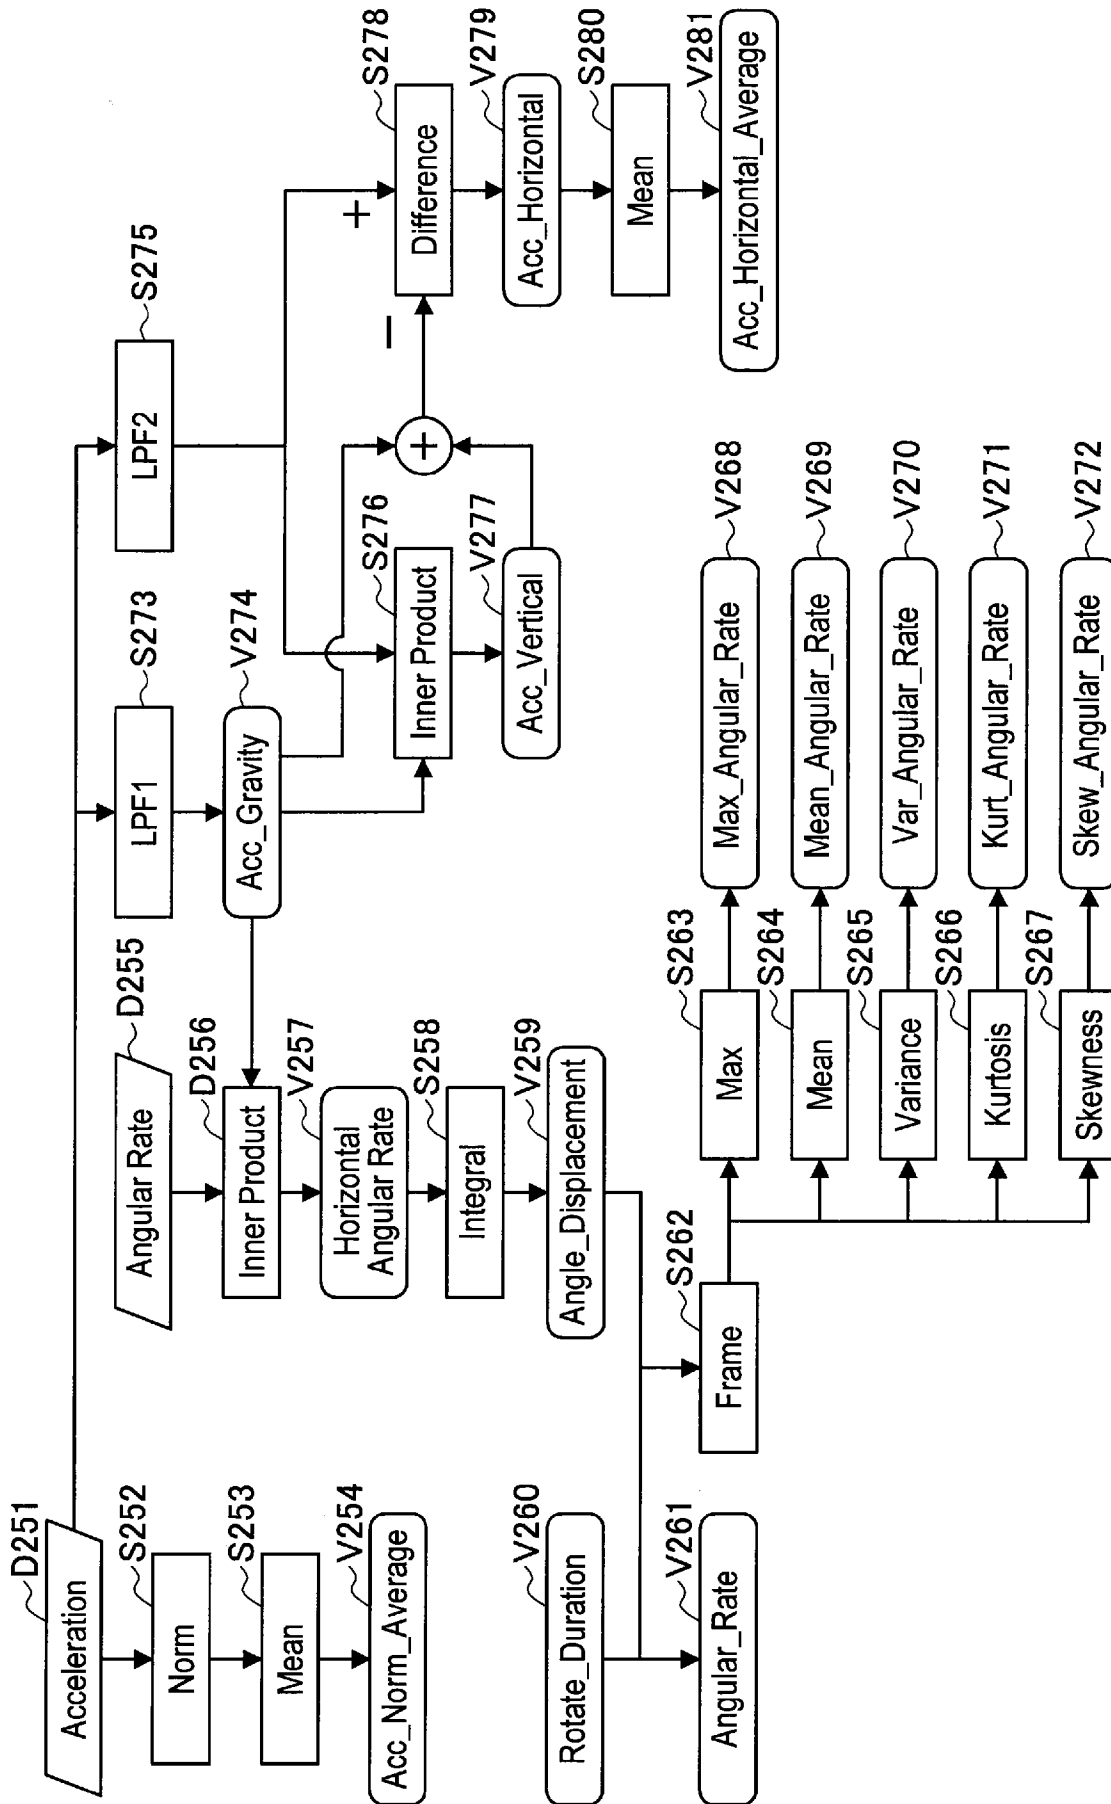 D251
Acceleration
S252
Norm
S253
Mean
V254
Acc_Norm_Average
D255
Angular Rate
D256
Inner Product
V257
Horizontal
Angular Rate
S258
Integral
V259
Angle_Displacement
V260
Rotate_Duration
V261
Angular_Rate
S262
Frame
S263
Max
S264
Mean
S265
Variance
S266
Kurtosis
S267
Skewness
V268
Max_Angular_Rate
V269
Mean_Angular_Rate
V270
Var_Angular_Rate
V271
Kurt_Angular_Rate
V272
Skew_Angular_Rate
S273
LPF1
V274
Acc_Gravity
S275
LPF2
S276
Inner Product
V277
Acc_Vertical
+
−
+
S278
Difference
V279
Acc_Horizontal
S280
Mean
V281
Acc_Horizontal_Average